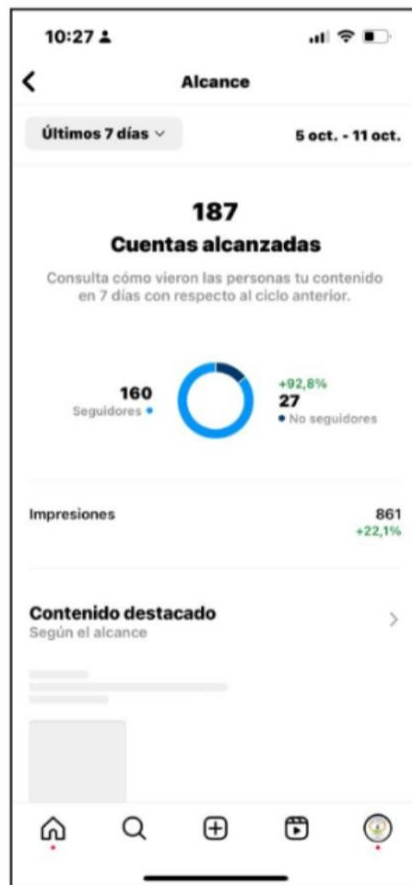 10:27
Alcance
Últimos 7 días
5 oct. - 11 oct.
187
Cuentas alcanzadas
Consulta cómo vieron las personas tu contenido
en 7 días con respecto al ciclo anterior.
160
Seguidores
+92,8%
27
No seguidores
Impresiones
861
+22,1%
Contenido destacado
Según el alcance